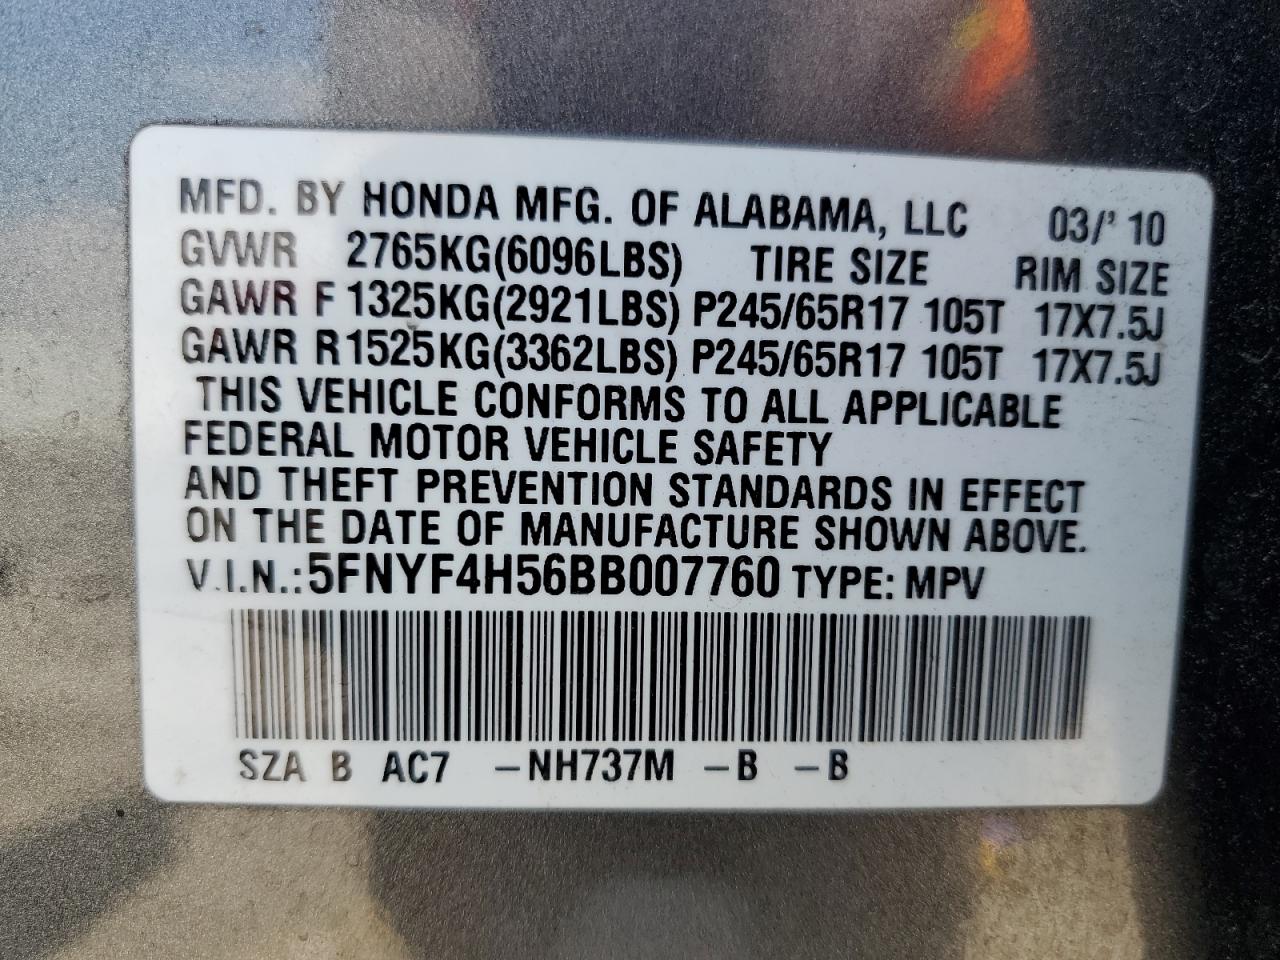 MFD. BY HONDA MFG. OF ALABAMA, LLC 03/' 10
GVWR 2765KG(6096LBS) TIRE SIZE RIM SIZE
GAWR F 1325KG(2921LBS) P245/65R17 105T 17X7.5J
GAWR R1525KG(3362LBS) P245/65R17 105T 17X7.5J
THIS VEHICLE CONFORMS TO ALL APPLICABLE
FEDERAL MOTOR VEHICLE SAFETY
AND THEFT PREVENTION STANDARDS IN EFFECT
ON THE DATE OF MANUFACTURE SHOWN ABOVE.
V.I.N.:5FNYF4H56BB007760 TYPE: MPV
SZA B AC7 -NH737M -B -B